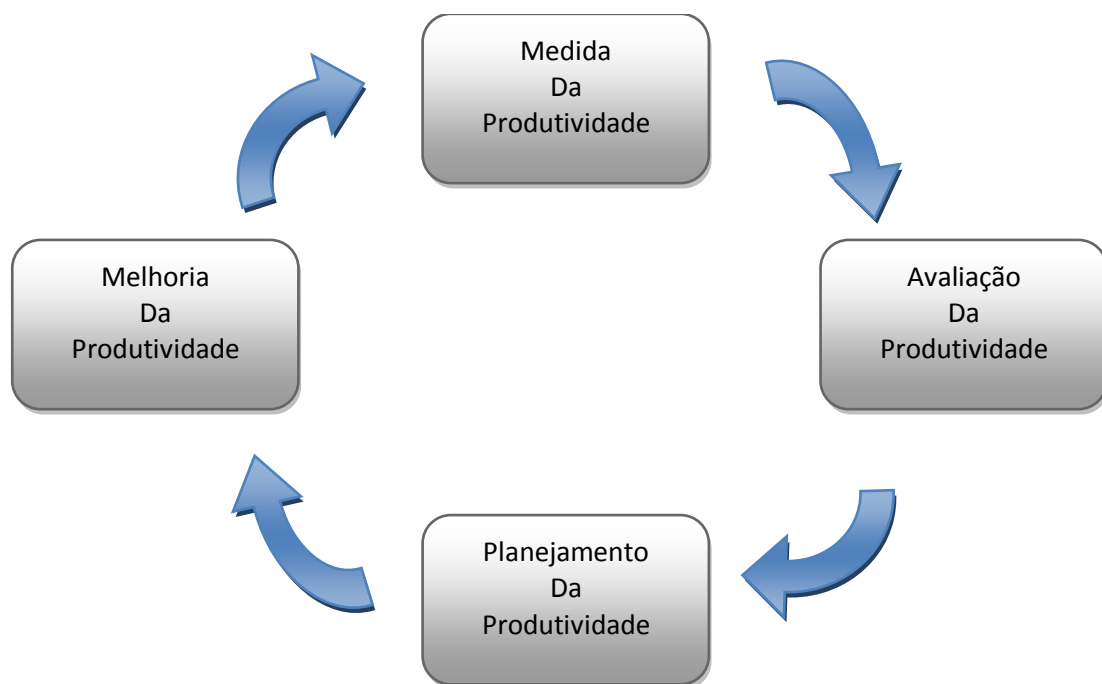 Medida
Da
Produtividade
Melhoria
Da
Produtividade
Avaliação
Da
Produtividade
Planejamento
Da
Produtividade